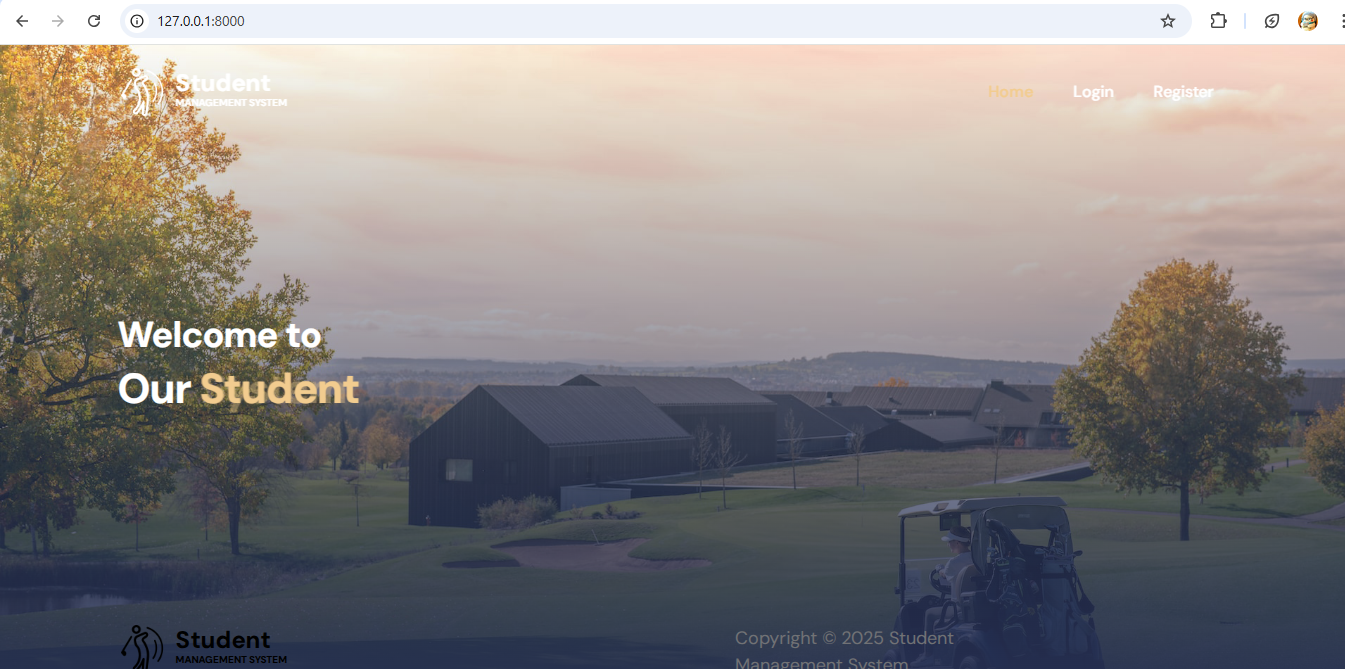 127.0.0.1:8000
Student
MANAGEMENT SYSTEM
Home Login Register
Welcome to
Our Student
Student
MANAGEMENT SYSTEM
Copyright © 2025 Student
Management System